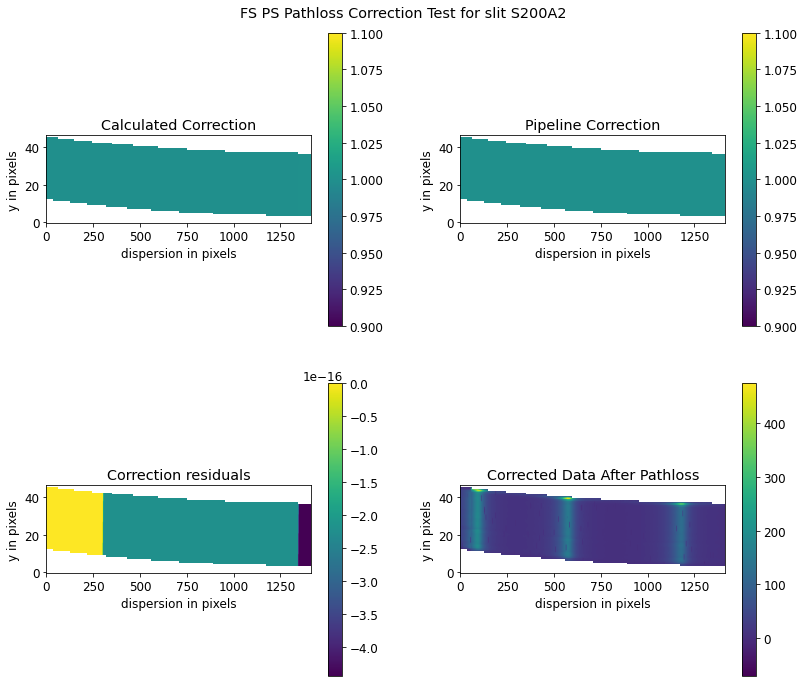 FS PS Pathloss Correction Test for slit S200A2
Calculated Correction
y in pixels
40
20
0
0 250 500 750 1000 1250
dispersion in pixels
1.100
1.075
1.050
1.025
1.000
0.975
0.950
0.925
0.900
Pipeline Correction
y in pixels
40
20
0
0 250 500 750 1000 1250
dispersion in pixels
1.100
1.075
1.050
1.025
1.000
0.975
0.950
0.925
0.900
Correction residuals
y in pixels
40
20
0
0 250 500 750 1000 1250
dispersion in pixels
1e−16
0.0
−0.5
−1.0
−1.5
−2.0
−2.5
−3.0
−3.5
−4.0
Corrected Data After Pathloss
y in pixels
40
20
0
0 250 500 750 1000 1250
dispersion in pixels
400
300
200
100
0